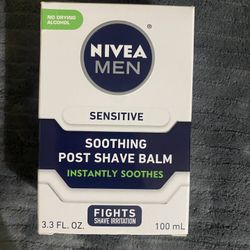 NO DRYING
ALCOHOL
NIVEA
MEN
SENSITIVE
SOOTHING
POST SHAVE BALM
INSTANTLY SOOTHES
FIGHTS
SHAVE IRRITATION
3.3 FL. OZ. 100 mL